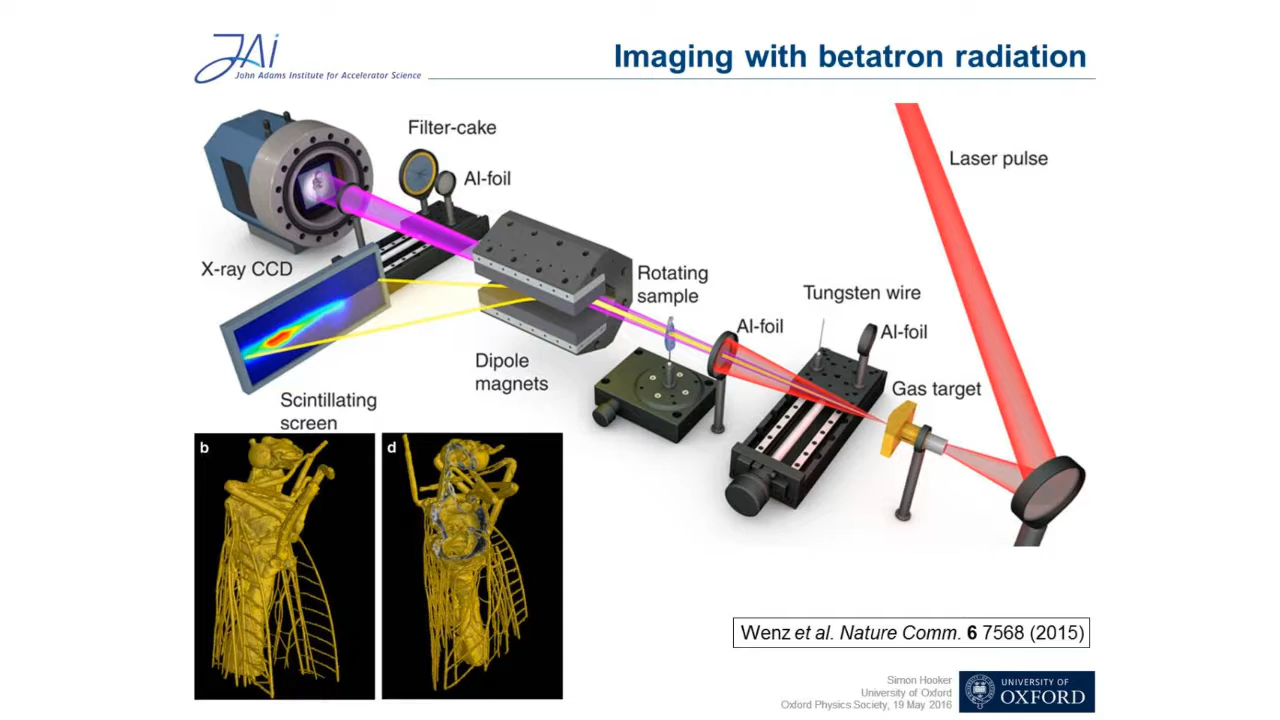 JAi
John Adams Institute for Accelerator Science
Imaging with betatron radiation
Filter-cake
Al-foil
Laser pulse
X-ray CCD
Rotating
sample
Tungsten wire
Al-foil
Al-foil
Dipole
magnets
Gas target
Scintillating
screen
b
d
Wenz et al. Nature Comm. 6 7568 (2015)
Simon Hooker
University of Oxford
Oxford Physics Society, 19 May 2016
UNIVERSITY OF
OXFORD